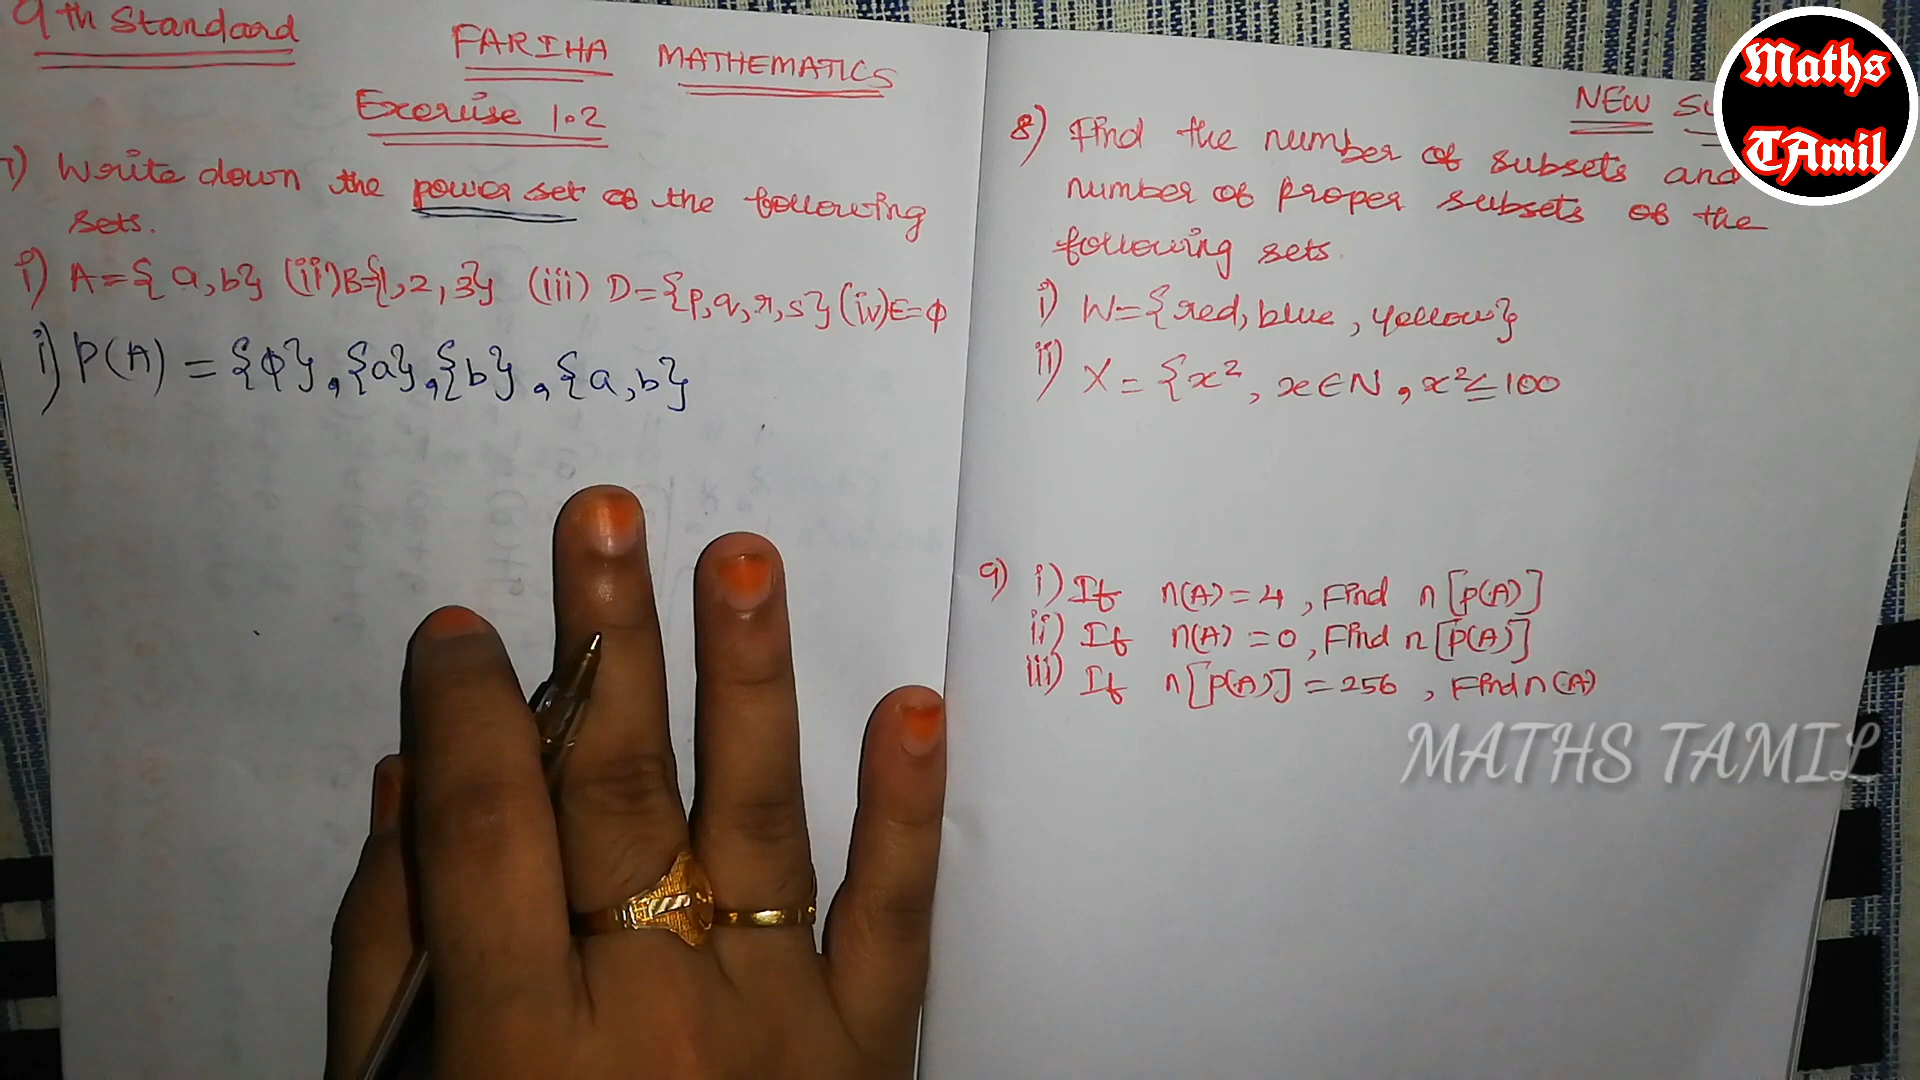 9th Standard
FARIHA MATHEMATICS
Exercise 1.2
7) Write down the power set of the following
sets.
i) A={a,b} (ii) B={1,2,3} (iii) D={p,q,r,s} (iv) E=ϕ
i) P(A) = {ϕ},{a},{b},{a,b}
NEW
8) Find the number of subsets and
number of proper subsets of the
following sets.
i) W={red, blue, yellow}
ii) X = {x², x∈N, x²≤100
9) i) If n(A)=4, Find n[p(A)]
ii) If n(A)=0, Find n[p(A)]
iii) If n[p(A)]=256, Find n(A)
Maths
TAmil
MATHS TAMIL